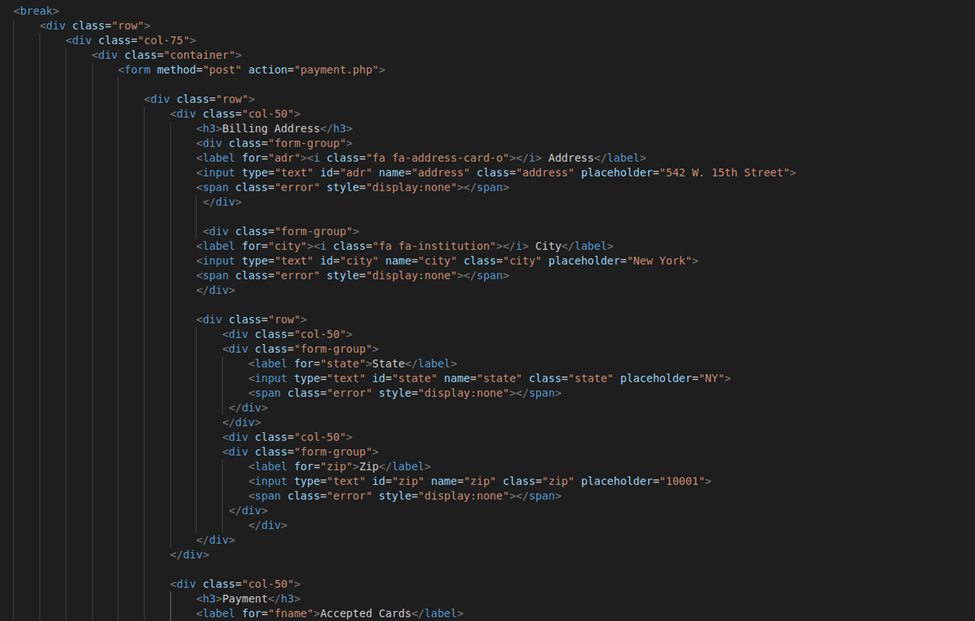 <break>
<div class="row">
<div class="col-75">
<div class="container">
<form method="post" action="payment.php">
<div class="row">
<div class="col-50">
<h3>Billing Address</h3>
<div class="form-group">
<label for="adr"><i class="fa fa-address-card-o"></i> Address</label>
<input type="text" id="adr" name="address" class="address" placeholder="542 W. 15th Street">
<span class="error" style="display:none"></span>
</div>
<div class="form-group">
<label for="city"><i class="fa fa-institution"></i> City</label>
<input type="text" id="city" name="city" class="city" placeholder="New York">
<span class="error" style="display:none"></span>
</div>
<div class="row">
<div class="col-50">
<div class="form-group">
<label for="state">State</label>
<input type="text" id="state" name="state" class="state" placeholder="NY">
<span class="error" style="display:none"></span>
</div>
</div>
<div class="col-50">
<div class="form-group">
<label for="zip">Zip</label>
<input type="text" id="zip" name="zip" class="zip" placeholder="10001">
<span class="error" style="display:none"></span>
</div>
</div>
</div>
</div>
<div class="col-50">
<h3>Payment</h3>
<label for="fname">Accepted Cards</label>